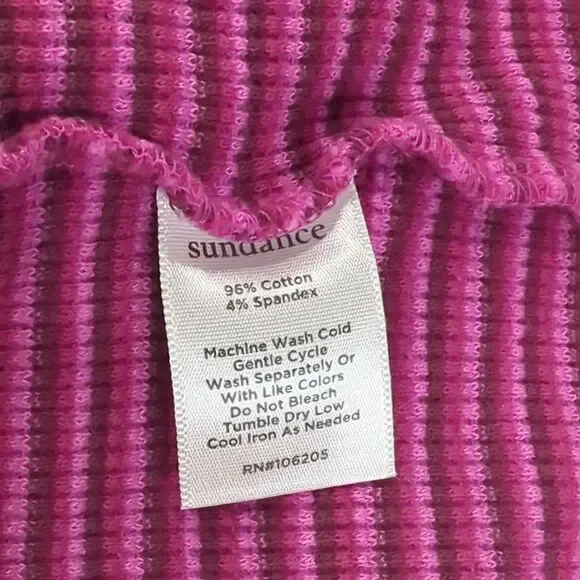 sundance
96% Cotton
4% Spandex
Machine Wash Cold
Gentle Cycle
Wash Separately Or
With Like Colors
Do Not Bleach
Tumble Dry Low
Cool Iron As Needed
RN#106205